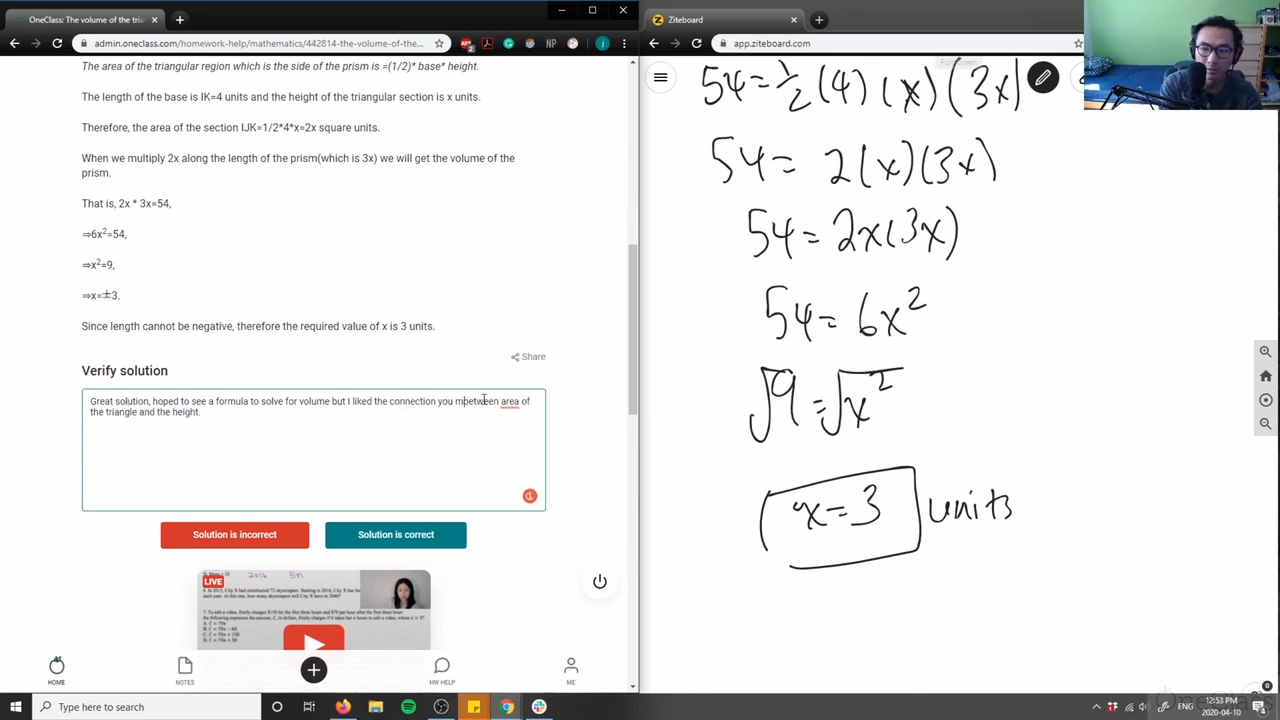 OneClass: The volume of the tria
admin.oneclass.com/homework-help/mathematics/442814-the-volume-of-the...
NP
j
The area of the triangular region which is the side of the prism is =(1/2)* base* height.
The length of the base is IK=4 units and the height of the triangular section is x units.
Therefore, the area of the section IJK=1/2*4*x=2x square units.
When we multiply 2x along the length of the prism(which is 3x) we will get the volume of the
prism.
That is, 2x * 3x=54,
⇒6x²=54,
⇒x²=9,
⇒x=±3.
Since length cannot be negative, therefore the required value of x is 3 units.
Share
Verify solution
Great solution, hoped to see a formula to solve for volume but I liked the connection you mbetween area of
the triangle and the height.
Solution is incorrect
Solution is correct
LIVE
HOME
NOTES
HW HELP
ME
Type here to search
Ziteboard
app.ziteboard.com
Full screen
54=½(4)(x)(3x)
54=2(x)(3x)
54=2x(3x)
54=6x²
√9=√x²
x=3 units
ENG
12:53 PM
2020-04-10
OneClass